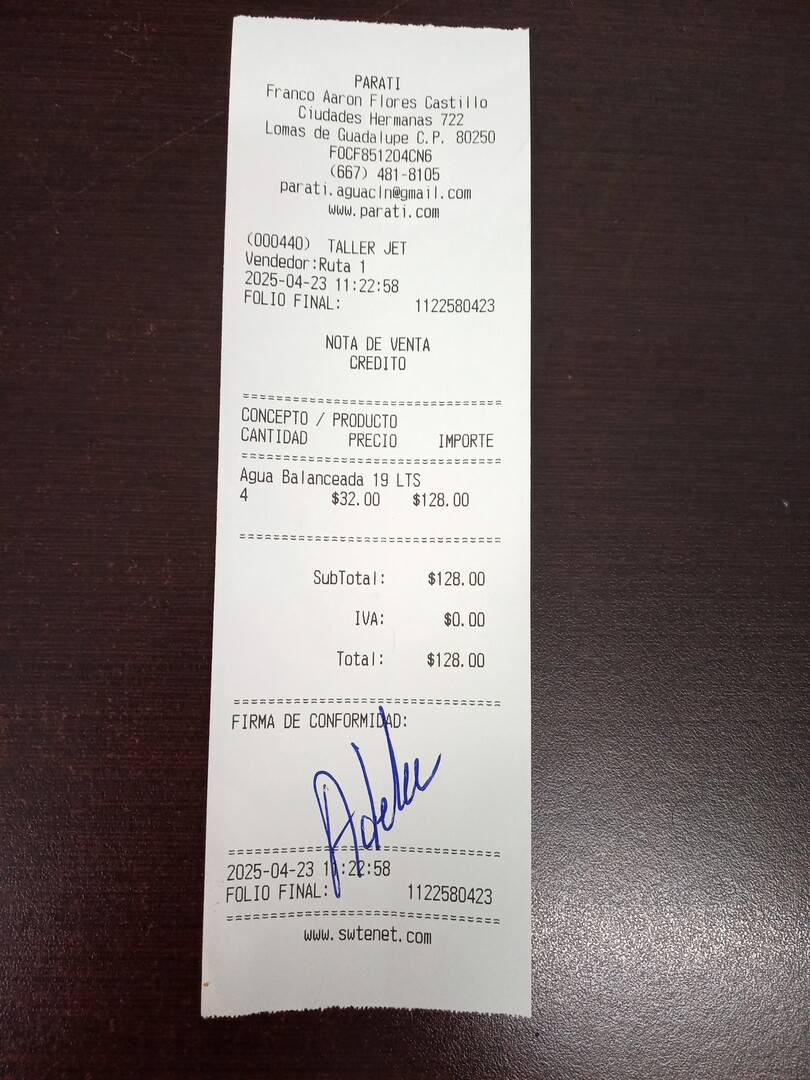 PARATI
Franco Aaron Flores Castillo
Ciudades Hermanas 722
Lomas de Guadalupe C.P. 80250
FOCF851204CN6
(667) 481-8105
parati.aguacln@gmail.com
www.parati.com
(000440) TALLER JET
Vendedor:Ruta 1
2025-04-23 11:22:58
FOLIO FINAL: 1122580423
NOTA DE VENTA
CREDITO
==============================
CONCEPTO / PRODUCTO
CANTIDAD PRECIO IMPORTE
==============================
Agua Balanceada 19 LTS
4 $32.00 $128.00
==============================
SubTotal: $128.00
IVA: $0.00
Total: $128.00
==============================
FIRMA DE CONFORMIDAD:
==============================
2025-04-23 11:22:58
FOLIO FINAL: 1122580423
==============================
www.swtenet.com